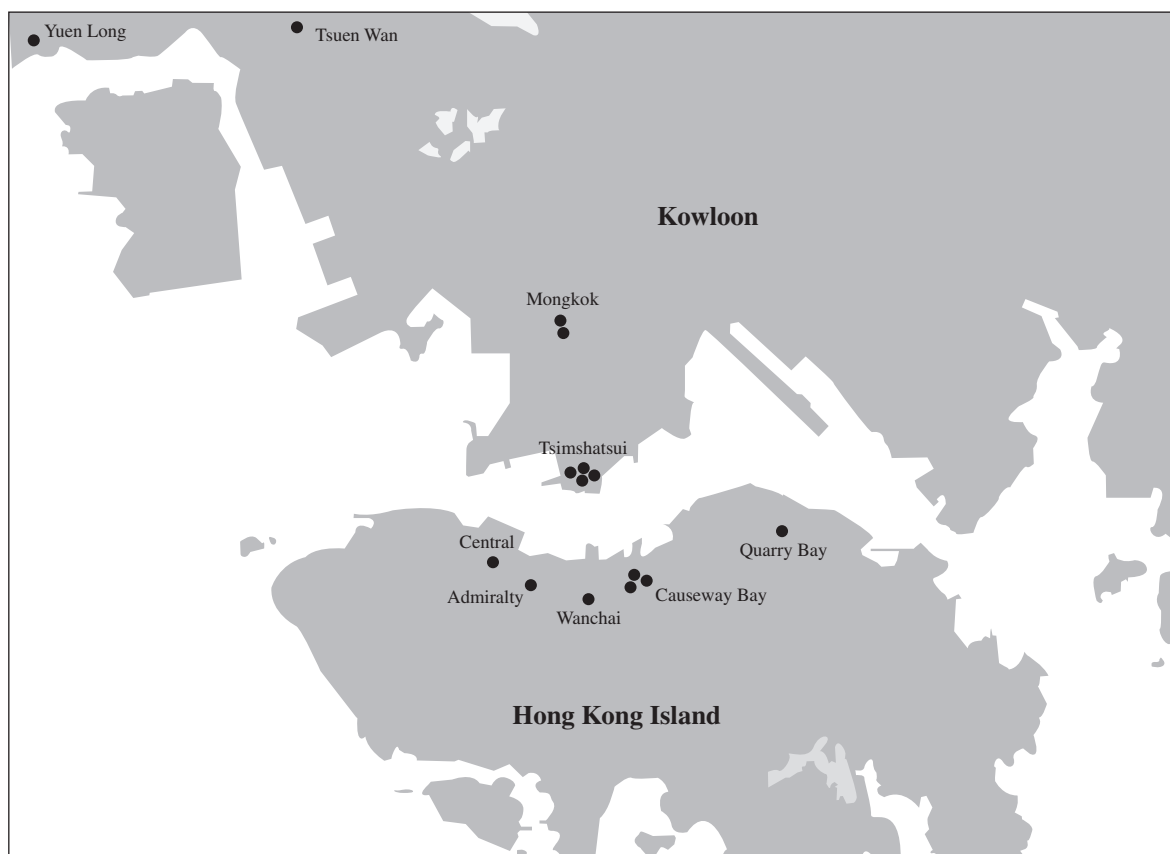 Yuen Long
Tsuen Wan
Kowloon
Mongkok
Tsimshatsui
Central
Quarry Bay
Admiralty
Causeway Bay
Wanchai
Hong Kong Island